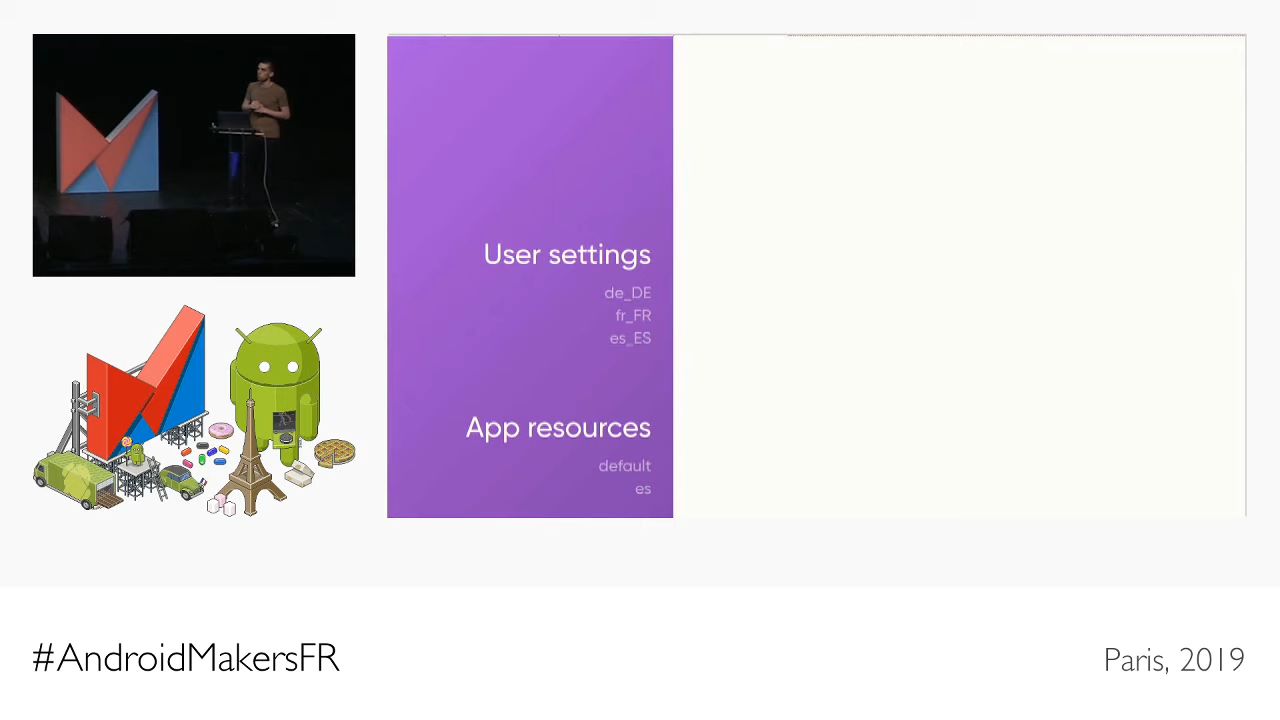 User settings
de_DE
fr_FR
es_ES
App resources
default
es
#AndroidMakersFR
Paris, 2019